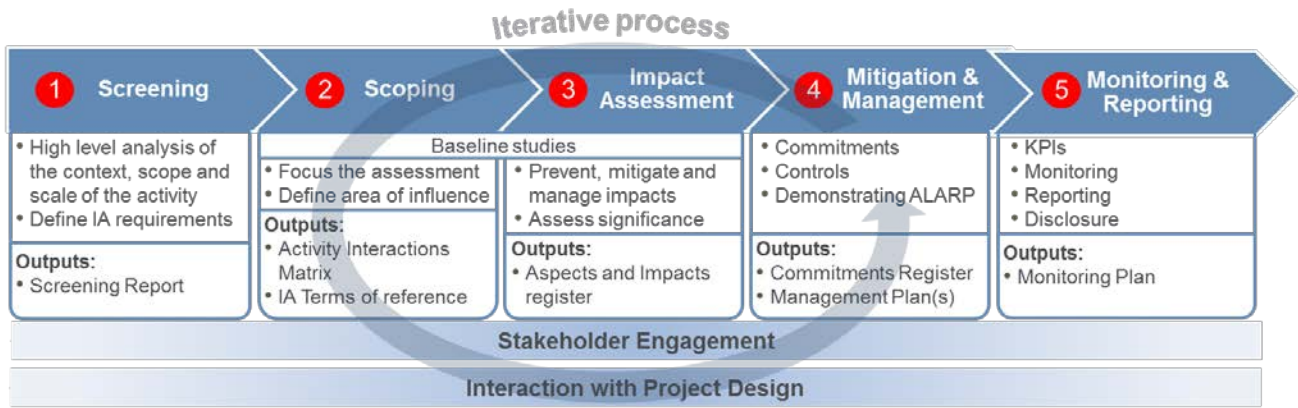 Iterative process
1 Screening
2 Scoping
3 Impact
Assessment
4 Mitigation &
Management
5 Monitoring &
Reporting
• High level analysis of
the context, scope and
scale of the activity
• Define IA requirements
Outputs:
• Screening Report
Baseline studies
• Focus the assessment
• Define area of influence
Outputs:
• Activity Interactions
Matrix
• IA Terms of reference
• Prevent, mitigate and
manage impacts
• Assess significance
Outputs:
• Aspects and Impacts
register
• Commitments
• Controls
• Demonstrating ALARP
Outputs:
• Commitments Register
• Management Plan(s)
• KPIs
• Monitoring
• Reporting
• Disclosure
Outputs:
• Monitoring Plan
Stakeholder Engagement
Interaction with Project Design